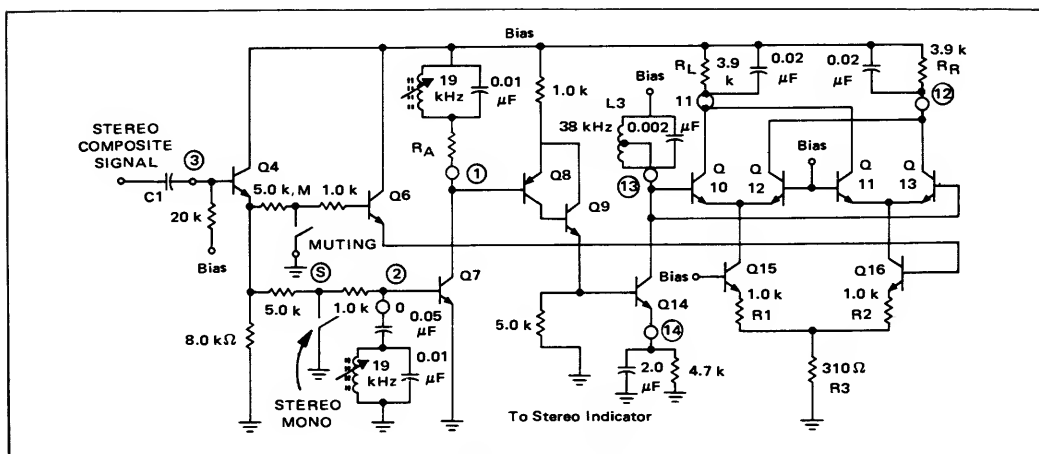 Bias
STEREO
COMPOSITE
SIGNAL
3
C1
20 k
Bias
Q4
5.0 k, M
1.0 k
MUTING
Q6
S
2
5.0 k
1.0 k
0
0.05
μF
8.0 kΩ
STEREO
MONO
19
kHz
0.01
μF
19
kHz
0.01
μF
RA
1
Q7
1.0 k
Q8
Q9
5.0 k
Bias
L3
38 kHz
0.002
μF
13
Q14
14
2.0
μF
4.7 k
To Stereo Indicator
RL
3.9
k
0.02
μF
11
0.02
μF
3.9 k
RR
12
Bias
Q
10
Q
12
Q
11
Q
13
Bias
Q15
1.0 k
R1
Q16
1.0 k
R2
310Ω
R3